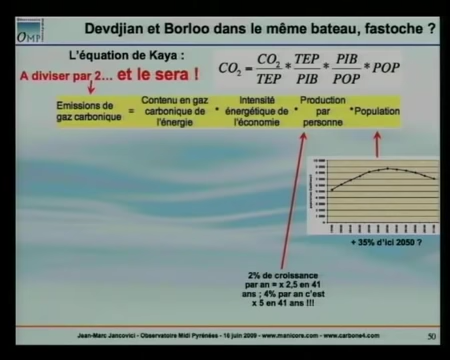 OMP
Devdjian et Borloo dans le même bateau, fastoche ?
L'équation de Kaya :
A diviser par 2... et le sera !
CO2 = CO2/TEP * TEP/PIB * PIB/POP * POP
Emissions de
gaz carbonique
=
Contenu en gaz
carbonique de
l'énergie
*
Intensité
énergétique de
l'économie
*
Production
par
personne
*Population
+ 35% d'ici 2050 ?
2% de croissance
par an = x 2,5 en 41
ans ; 4% par an c'est
x 5 en 41 ans !!!
Jean-Marc Jancovici - Observatoire Midi Pyrénées - 16 juin 2009 - www.manicore.com - www.carbone4.com
50